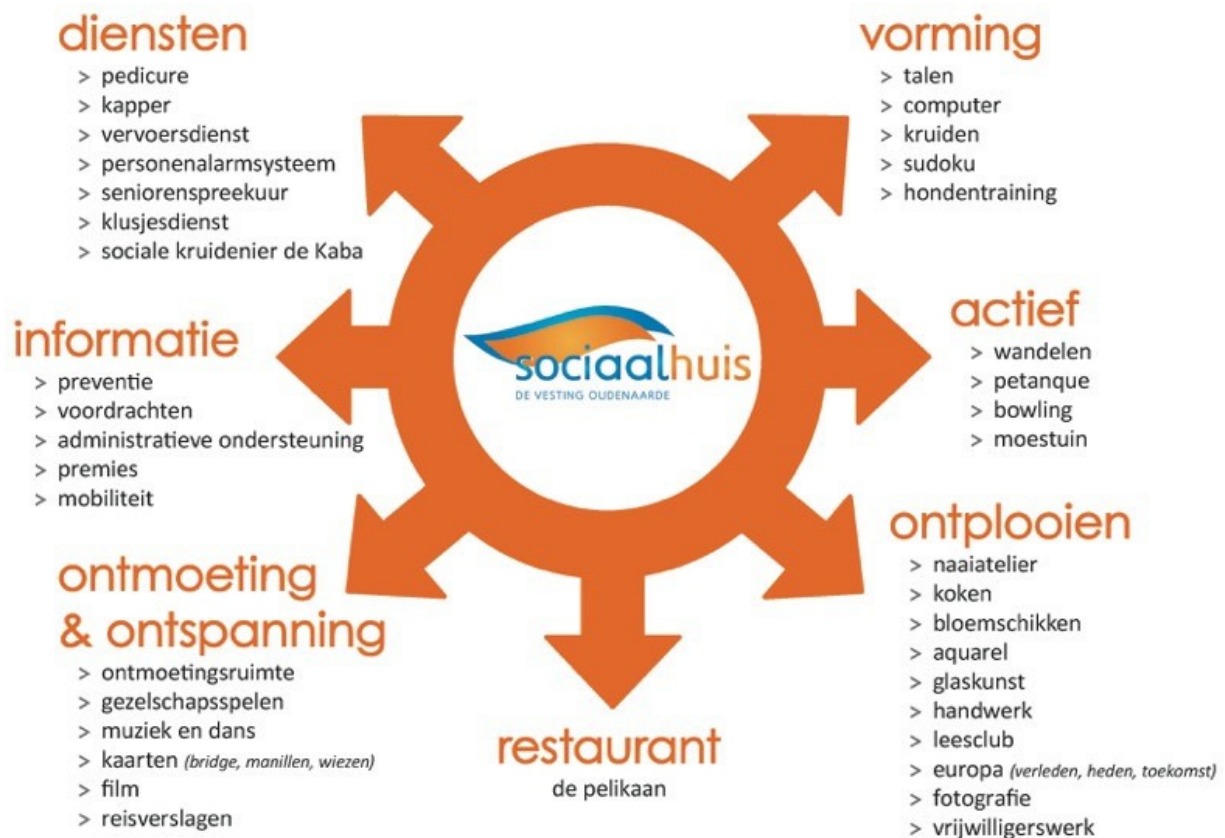 diensten
> pedicure
> kapper
> vervoersdienst
> personenalarmsysteem
> seniorenspreekuur
> klusjesdienst
> sociale kruidenier de Kaba
vorming
> talen
> computer
> kruiden
> sudoku
> hondentraining
informatie
> preventie
> voordrachten
> administratieve ondersteuning
> premies
> mobiliteit
sociaalhuis
DE VESTING OUDENAARDE
actief
> wandelen
> petanque
> bowling
> moestuin
ontmoeting
& ontspanning
> ontmoetingsruimte
> gezelschapsspelen
> muziek en dans
> kaarten (bridge, manillen, wiezen)
> film
> reisverslagen
restaurant
de pelikaan
ontplooien
> naaiatelier
> koken
> bloemschikken
> aquarel
> glaskunst
> handwerk
> leesclub
> europa (verleden, heden, toekomst)
> fotografie
> vrijwilligerswerk